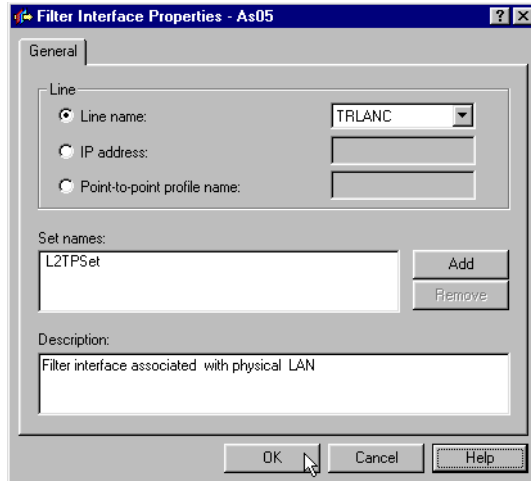 Filter Interface Properties - As05
General
Line
Line name: TRLANC
IP address:
Point-to-point profile name:
Set names:
L2TPSet
Add
Remove
Description:
Filter interface associated with physical LAN
OK Cancel Help